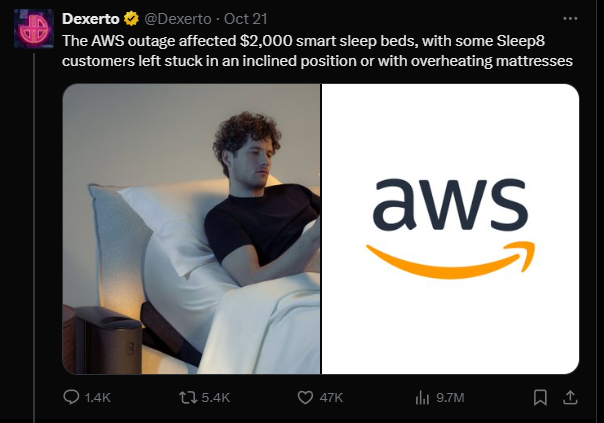 Dexerto @Dexerto · Oct 21
The AWS outage affected $2,000 smart sleep beds, with some Sleep8
customers left stuck in an inclined position or with overheating mattresses
aws
8
1.4K 5.4K 47K 9.7M